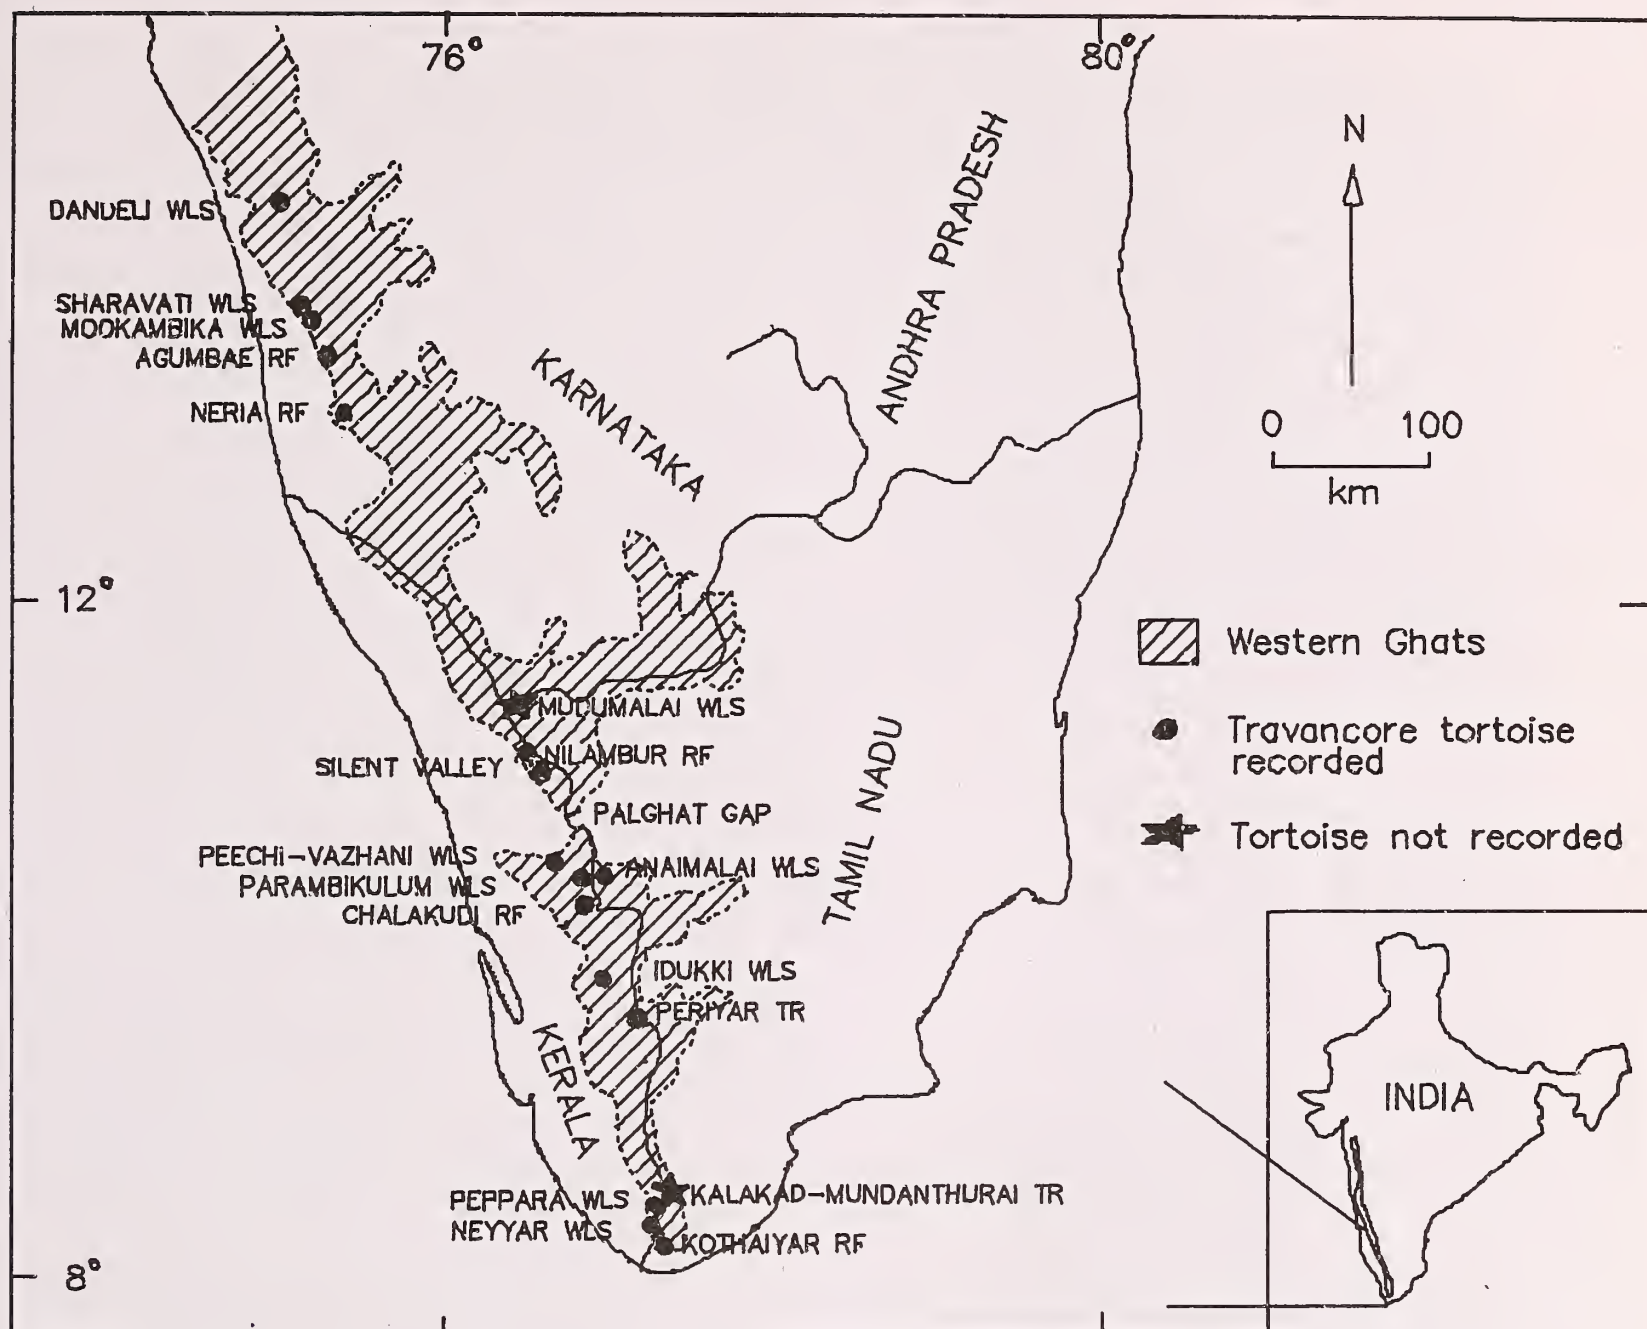 76°
80°
N
DANDELI WLS
ANDHRA PRADESH
SHARAVATI WLS
MOOKAMBIKA WLS
AGUMBAE RF
NERIA RF
KARNATAKA
0 100
km
12°
Western Ghats
MUDUMALAI WLS
Travancore tortoise
recorded
NILAMBUR RF
SILENT VALLEY
PALGHAT GAP
TAMIL NADU
Tortoise not recorded
PEECHI-VAZHANI WLS
ANAIMALAI WLS
PARAMBIKULUM WLS
CHALAKUDI RF
IDUKKI WLS
PERIYAR TR
KERALA
INDIA
KALAKAD-MUNDANTHURAI TR
PEPPARA WLS
NEYYAR WLS
KOTHAIYAR RF
8°